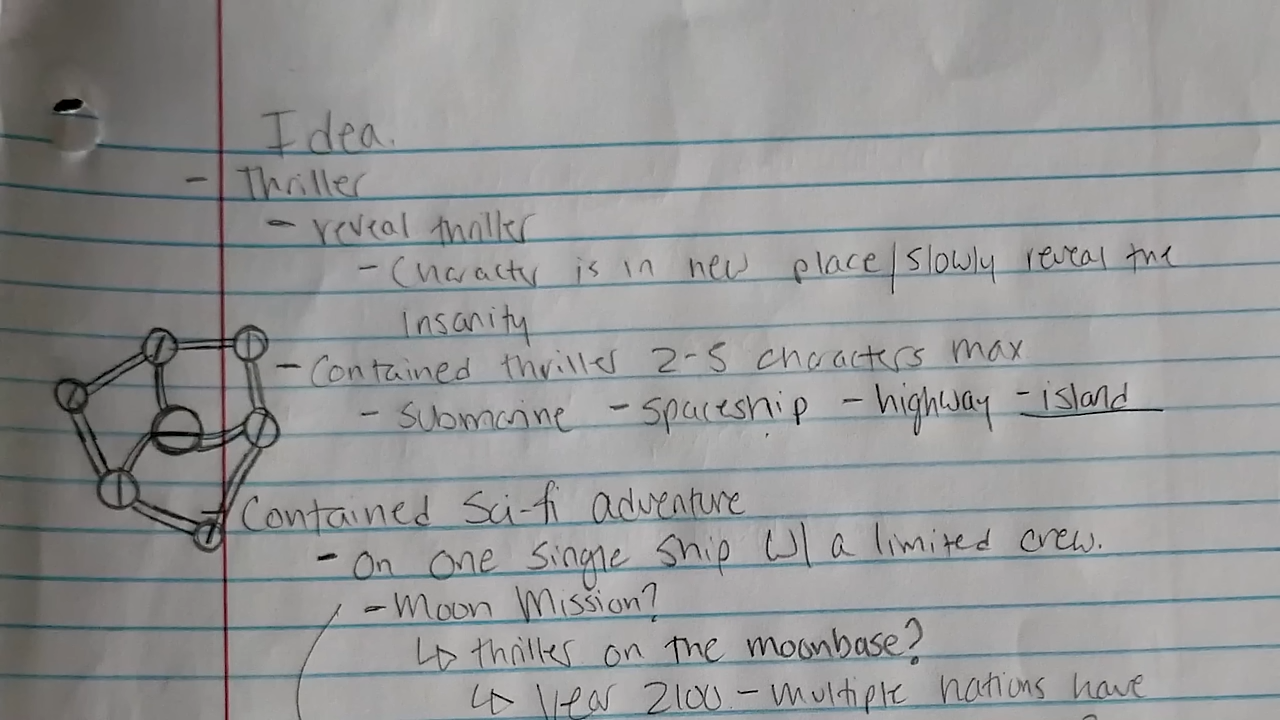 Idea.
- Thriller
- reveal thriller
- Character is in new place/slowly reveal the
insanity
- Contained thriller 2-5 characters max
- submarine - spaceship - highway - island
- Contained Sci-fi adventure
- On one single ship w/ a limited crew.
- Moon Mission?
↳ thriller on the moonbase?
↳ Year 2100 - multiple nations have